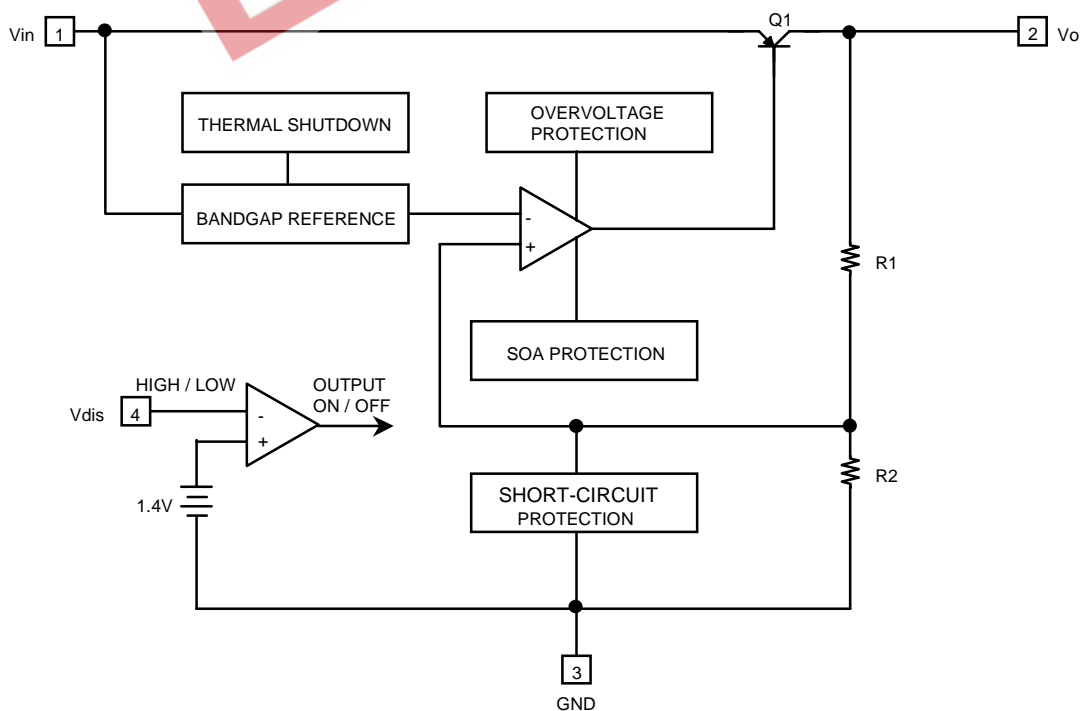 Q1
Vin 1
2 Vo
THERMAL SHUTDOWN
OVERVOLTAGE
PROTECTION
BANDGAP REFERENCE
-
+
R1
SOA PROTECTION
HIGH / LOW
OUTPUT
ON / OFF
Vdis 4
-
+
1.4V
SHORT-CIRCUIT
PROTECTION
R2
3
GND